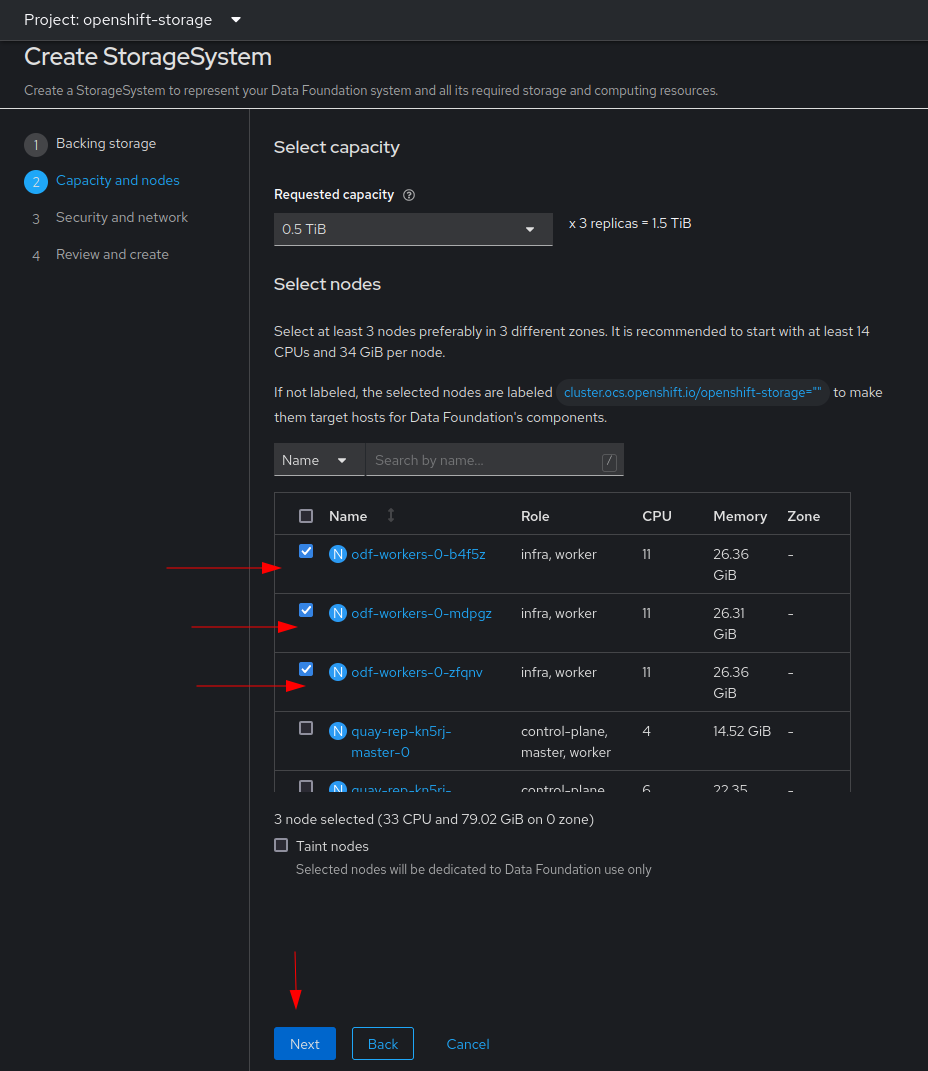 Project: openshift-storage
Create StorageSystem
Create a StorageSystem to represent your Data Foundation system and all its required storage and computing resources.
1 Backing storage
2 Capacity and nodes
3 Security and network
4 Review and create
Select capacity
Requested capacity ?
0.5 TiB
x 3 replicas = 1.5 TiB
Select nodes
Select at least 3 nodes preferably in 3 different zones. It is recommended to start with at least 14
CPUs and 34 GiB per node.
If not labeled, the selected nodes are labeled cluster.ocs.openshift.io/openshift-storage="" to make
them target hosts for Data Foundation's components.
Name Search by name... /
Name Role CPU Memory Zone
N odf-workers-0-b4f5z infra, worker 11 26.36 -
GiB
N odf-workers-0-mdpgz infra, worker 11 26.31 -
GiB
N odf-workers-0-zfqnv infra, worker 11 26.36 -
GiB
N quay-rep-kn5rj- control-plane, 4 14.52 GiB -
master-0 master, worker
N quay-rep-kn5rj- control-plane, 6 22.35 -
3 node selected (33 CPU and 79.02 GiB on 0 zone)
Taint nodes
Selected nodes will be dedicated to Data Foundation use only
Next Back Cancel